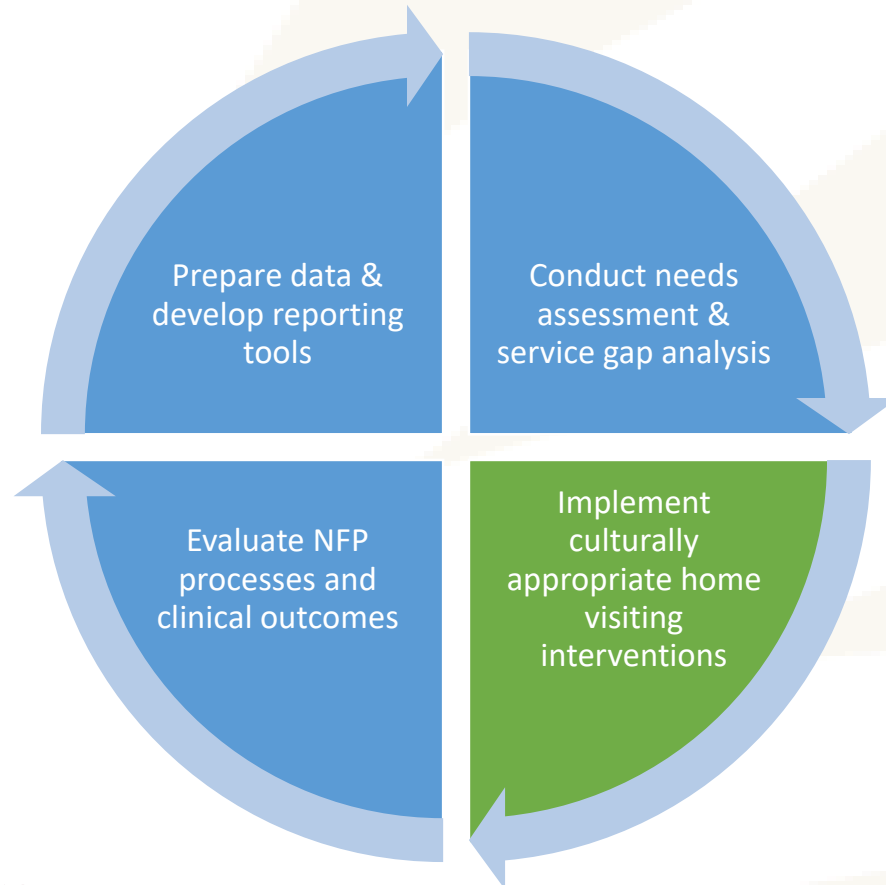 Prepare data &
develop reporting
tools
Conduct needs
assessment &
service gap analysis
Evaluate NFP
processes and
clinical outcomes
Implement
culturally
appropriate home
visiting
interventions